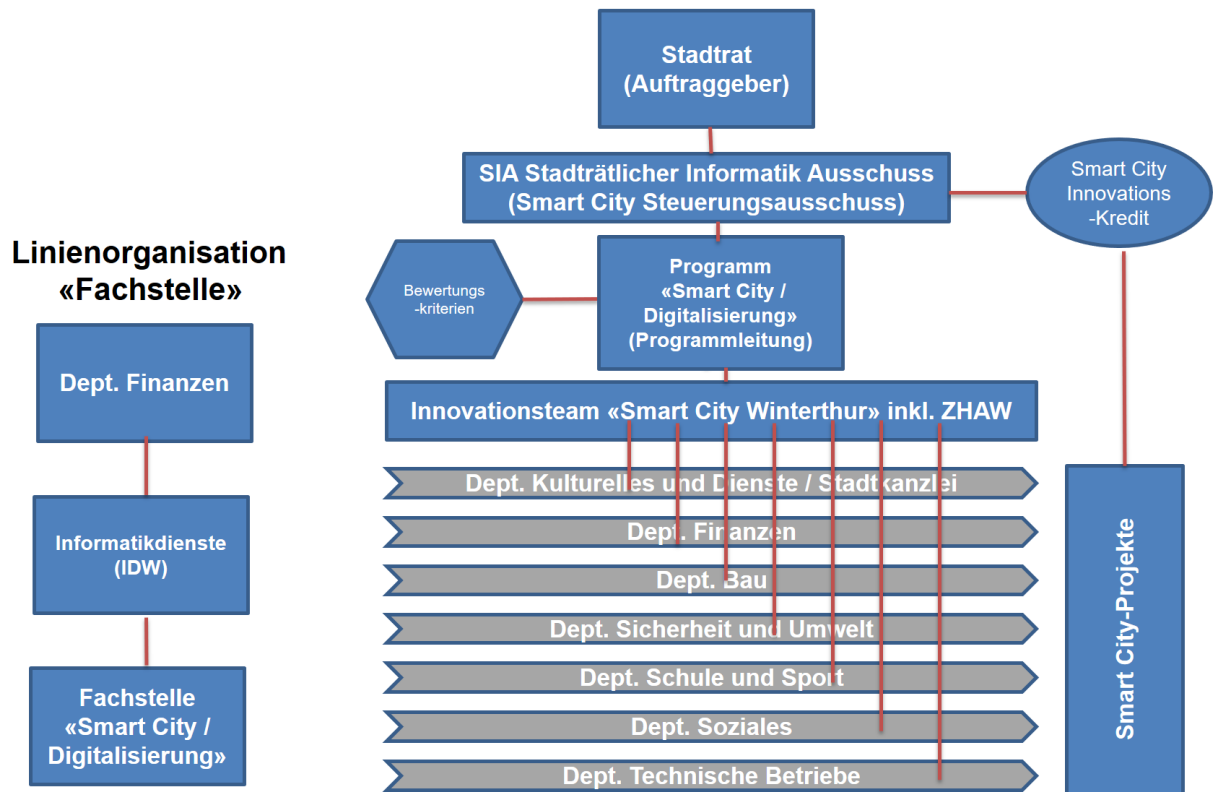 Stadtrat
(Auftraggeber)
SIA Stadträtlicher Informatik Ausschuss
(Smart City Steuerungsausschuss)
Smart City
Innovations
-Kredit
Linienorganisation
«Fachstelle»
Bewertungs
-kriterien
Programm
«Smart City /
Digitalisierung»
(Programmleitung)
Dept. Finanzen
Innovationsteam «Smart City Winterthur» inkl. ZHAW
Informatikdienste
(IDW)
Fachstelle
«Smart City /
Digitalisierung»
Dept. Kulturelles und Dienste / Stadtkanzlei
Dept. Finanzen
Dept. Bau
Dept. Sicherheit und Umwelt
Dept. Schule und Sport
Dept. Soziales
Dept. Technische Betriebe
Smart City-Projekte